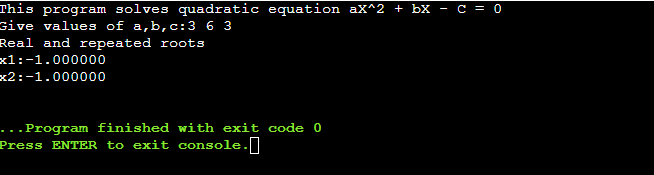 This program solves quadratic equation aX^2 + bX - C = 0
Give values of a,b,c:3 6 3
Real and repeated roots
x1:-1.000000
x2:-1.000000
...Program finished with exit code 0
Press ENTER to exit console.